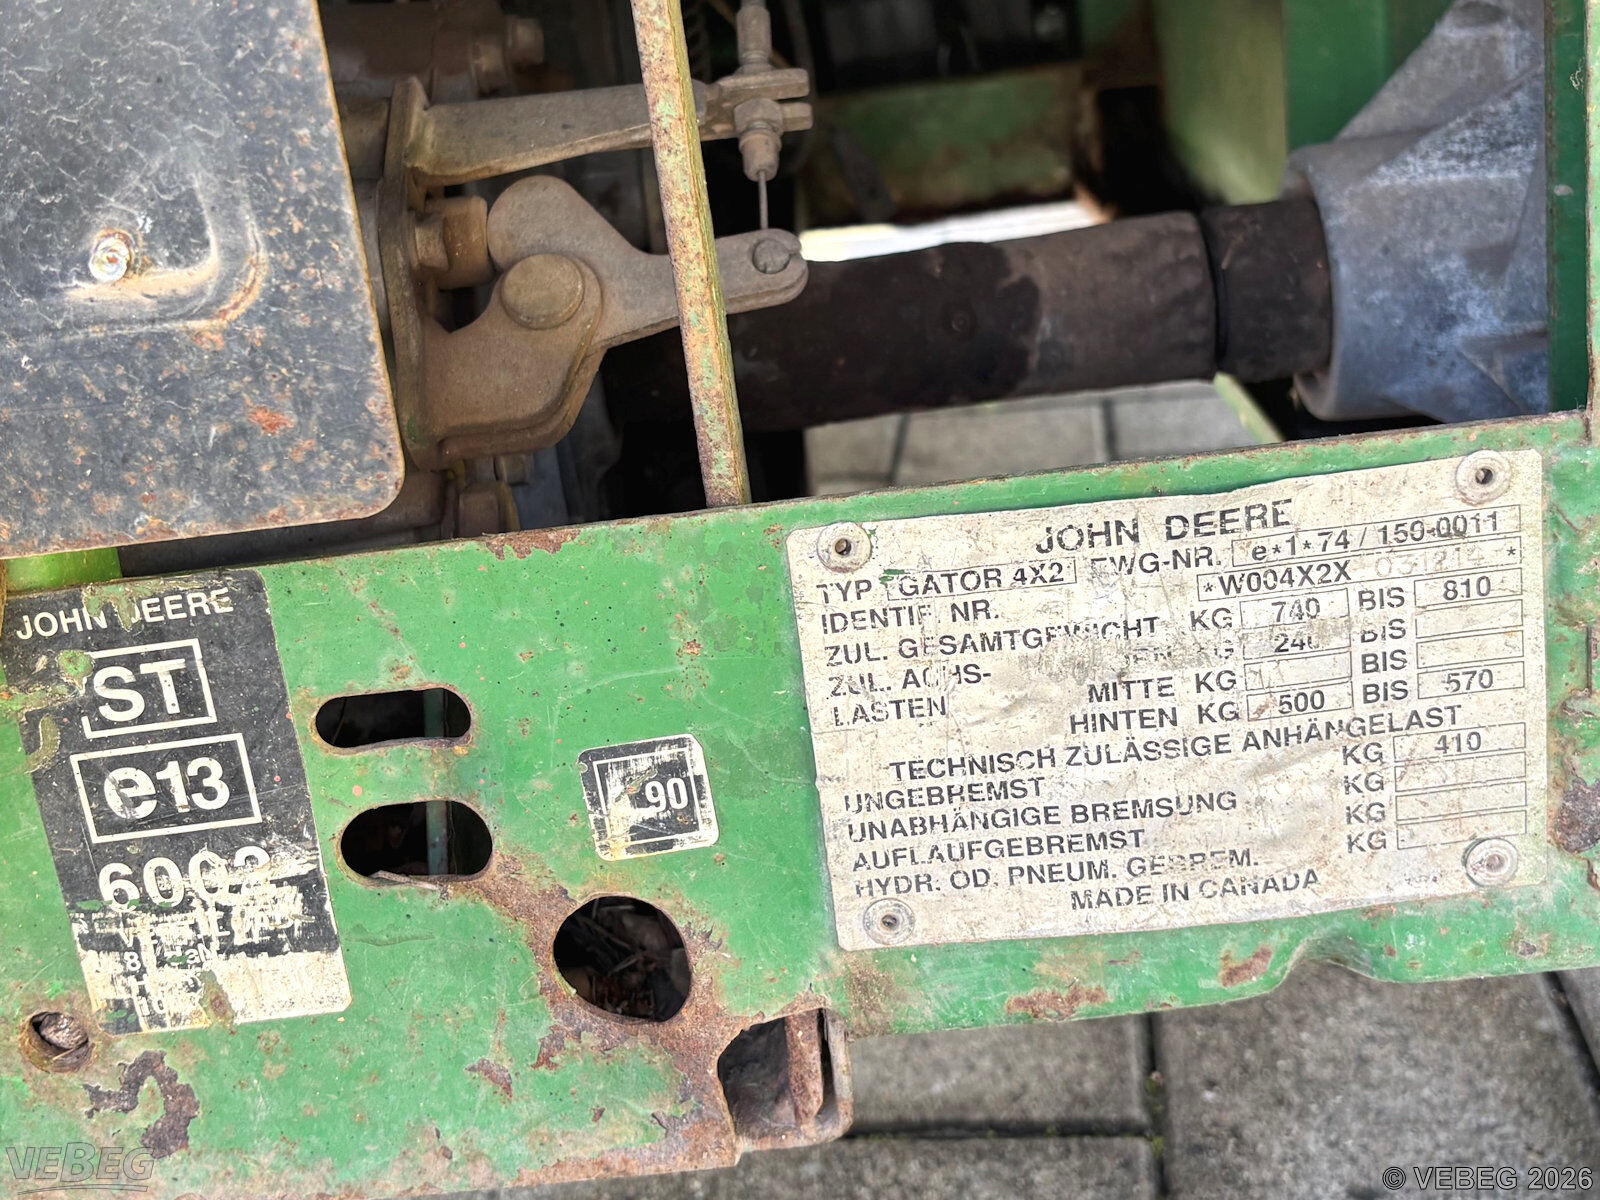 JOHN DEERE
ST
e13
6002
.90
JOHN DEERE
TYP GATOR 4X2 EWG-NR. e*1*74/150-0011
IDENTIF. NR. *W004X2X *
ZUL. GESAMTGEWICHT KG 740 BIS 810
ZUL. ACHS- KG 240 BIS
LASTEN MITTE KG BIS
HINTEN KG 500 BIS 570
TECHNISCH ZULÄSSIGE ANHÄNGELAST
UNGEBREMST KG 410
UNABHÄNGIGE BREMSUNG KG
AUFLAUFGEBREMST KG
HYDR. OD. PNEUM. GEBREM. KG
MADE IN CANADA
VEBEG
© VEBEG 2026